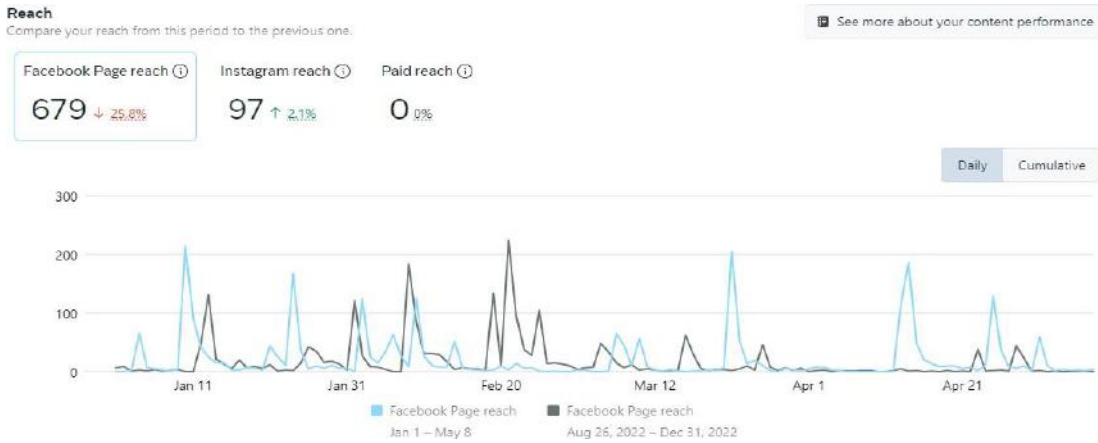 Reach
Compare your reach from this period to the previous one.
See more about your content performance
Facebook Page reach
Instagram reach
Paid reach
679 ↓ 25.8%
97 ↑ 2.1%
0 0%
Daily
Cumulative
300
200
100
0
Jan 11
Jan 31
Feb 20
Mar 12
Apr 1
Apr 21
Facebook Page reach
Jan 1 – May 8
Facebook Page reach
Aug 26, 2022 – Dec 31, 2022